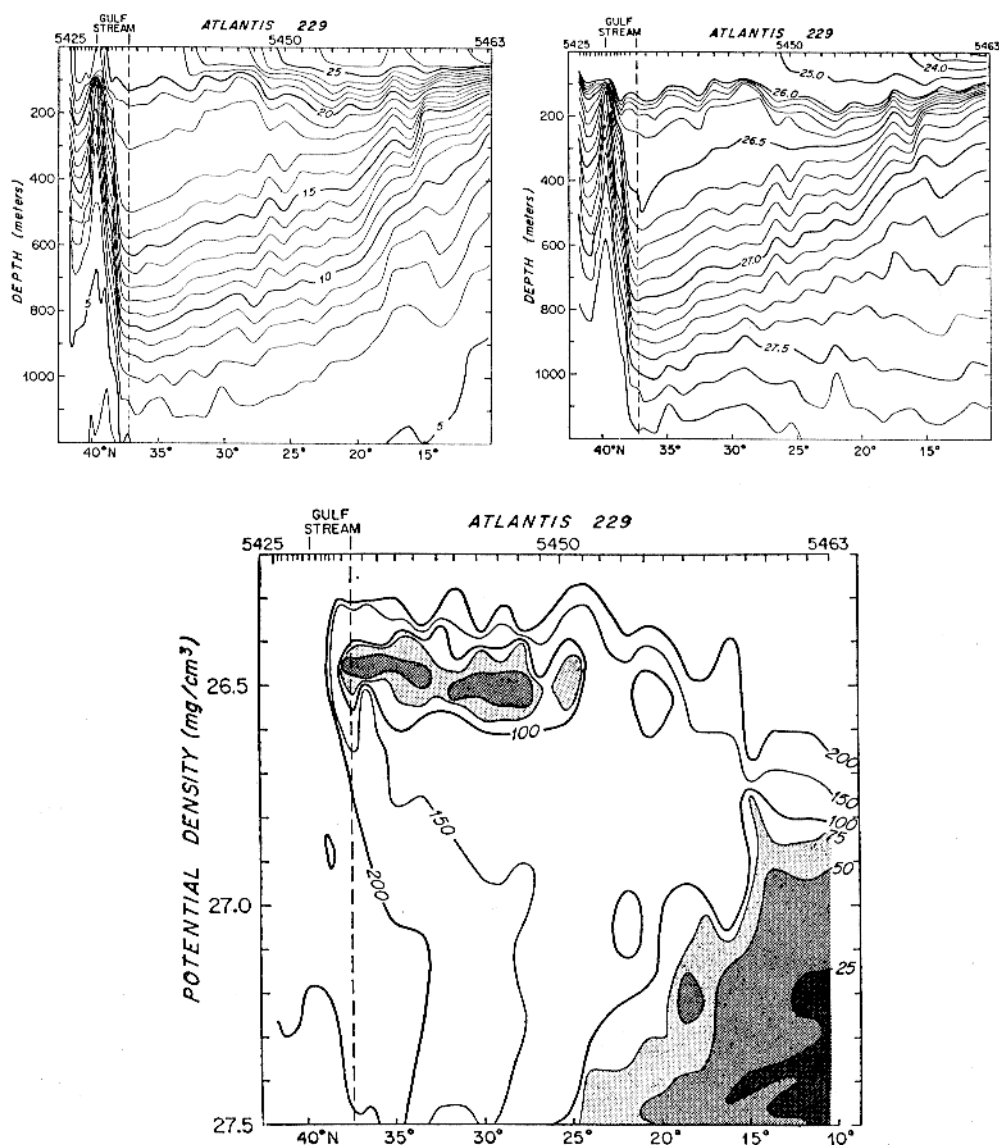 GULF
STREAM
ATLANTIS 229
5425
5450
5463
25
20
15
10
5
5
200
400
600
800
1000
DEPTH (meters)
40°N 35° 30° 25° 20° 15°
GULF
STREAM
ATLANTIS 229
5425
5450
5463
25.0
24.0
26.0
26.5
27.0
27.5
200
400
600
800
1000
DEPTH (meters)
40°N 35° 30° 25° 20° 15°
GULF
STREAM
ATLANTIS 229
5425
5450
5463
26.5
27.0
27.5
POTENTIAL DENSITY (mg/cm³)
100
150
200
200
150
100
75
50
25
40°N 35° 30° 25° 20° 15° 10°